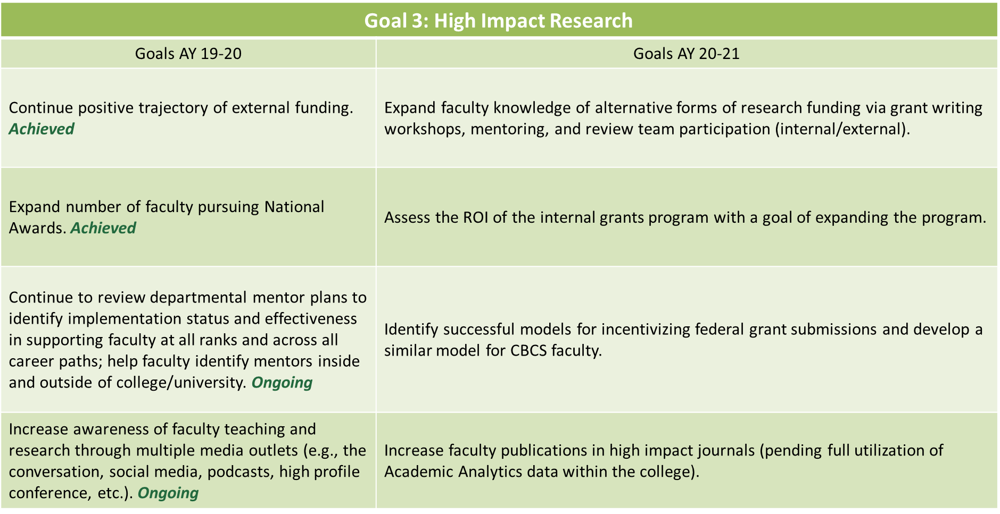 Goal 3: High Impact Research
Goals AY 19-20
Goals AY 20-21
Continue positive trajectory of external funding.
Achieved
Expand faculty knowledge of alternative forms of research funding via grant writing
workshops, mentoring, and review team participation (internal/external).
Expand number of faculty pursuing National
Awards. Achieved
Assess the ROI of the internal grants program with a goal of expanding the program.
Continue to review departmental mentor plans to
identify implementation status and effectiveness
in supporting faculty at all ranks and across all
career paths; help faculty identify mentors inside
and outside of college/university. Ongoing
Identify successful models for incentivizing federal grant submissions and develop a
similar model for CBCS faculty.
Increase awareness of faculty teaching and
research through multiple media outlets (e.g., the
conversation, social media, podcasts, high profile
conference, etc.). Ongoing
Increase faculty publications in high impact journals (pending full utilization of
Academic Analytics data within the college).